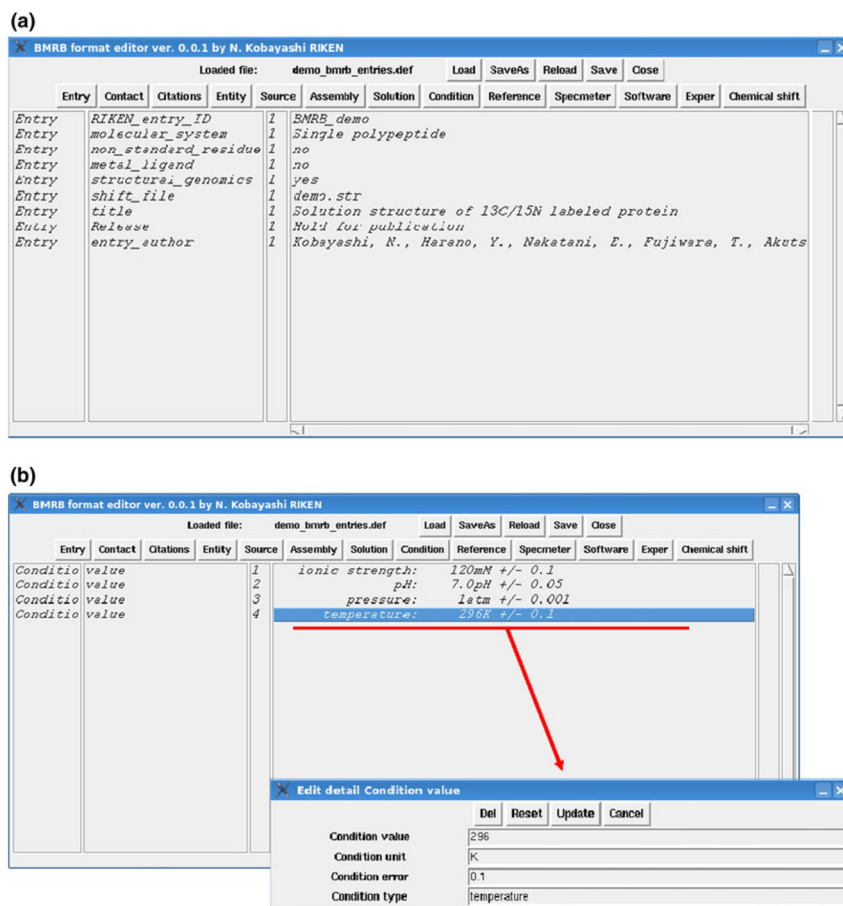 (a)
BMRB format editor ver. 0.0.1 by N. Kobayashi RIKEN
Loaded file: demo_bmrb_entries.def Load SaveAs Reload Save Close
Entry Contact Citations Entity Source Assembly Solution Condition Reference Specmeter Software Exper Chemical shift
Entry RIKEN_entry_ID 1 BMRB_demo
Entry molecular_system 1 Single polypeptide
Entry non_standard_residue 1 no
Entry metal_ligand 1 no
Entry structural_genomics 1 yes
Entry shift_file 1 demo.str
Entry title 1 Solution structure of 13C/15N labeled protein
Entry Release 1 Hold for publication
Entry entry_author 1 Kobayashi, N., Harano, Y., Nakatani, E., Fujiwara, T., Akuts
(b)
BMRB format editor ver. 0.0.1 by N. Kobayashi RIKEN
Loaded file: demo_bmrb_entries.def Load SaveAs Reload Save Close
Entry Contact Citations Entity Source Assembly Solution Condition Reference Specmeter Software Exper Chemical shift
Conditio value 1 ionic strength: 120mM +/- 0.1
Conditio value 2 pH: 7.0pH +/- 0.05
Conditio value 3 pressure: 1atm +/- 0.001
Conditio value 4 temperature: 296K +/- 0.1
Edit detail Condition value
Del Reset Update Cancel
Condition value 296
Condition unit K
Condition error 0.1
Condition type temperature